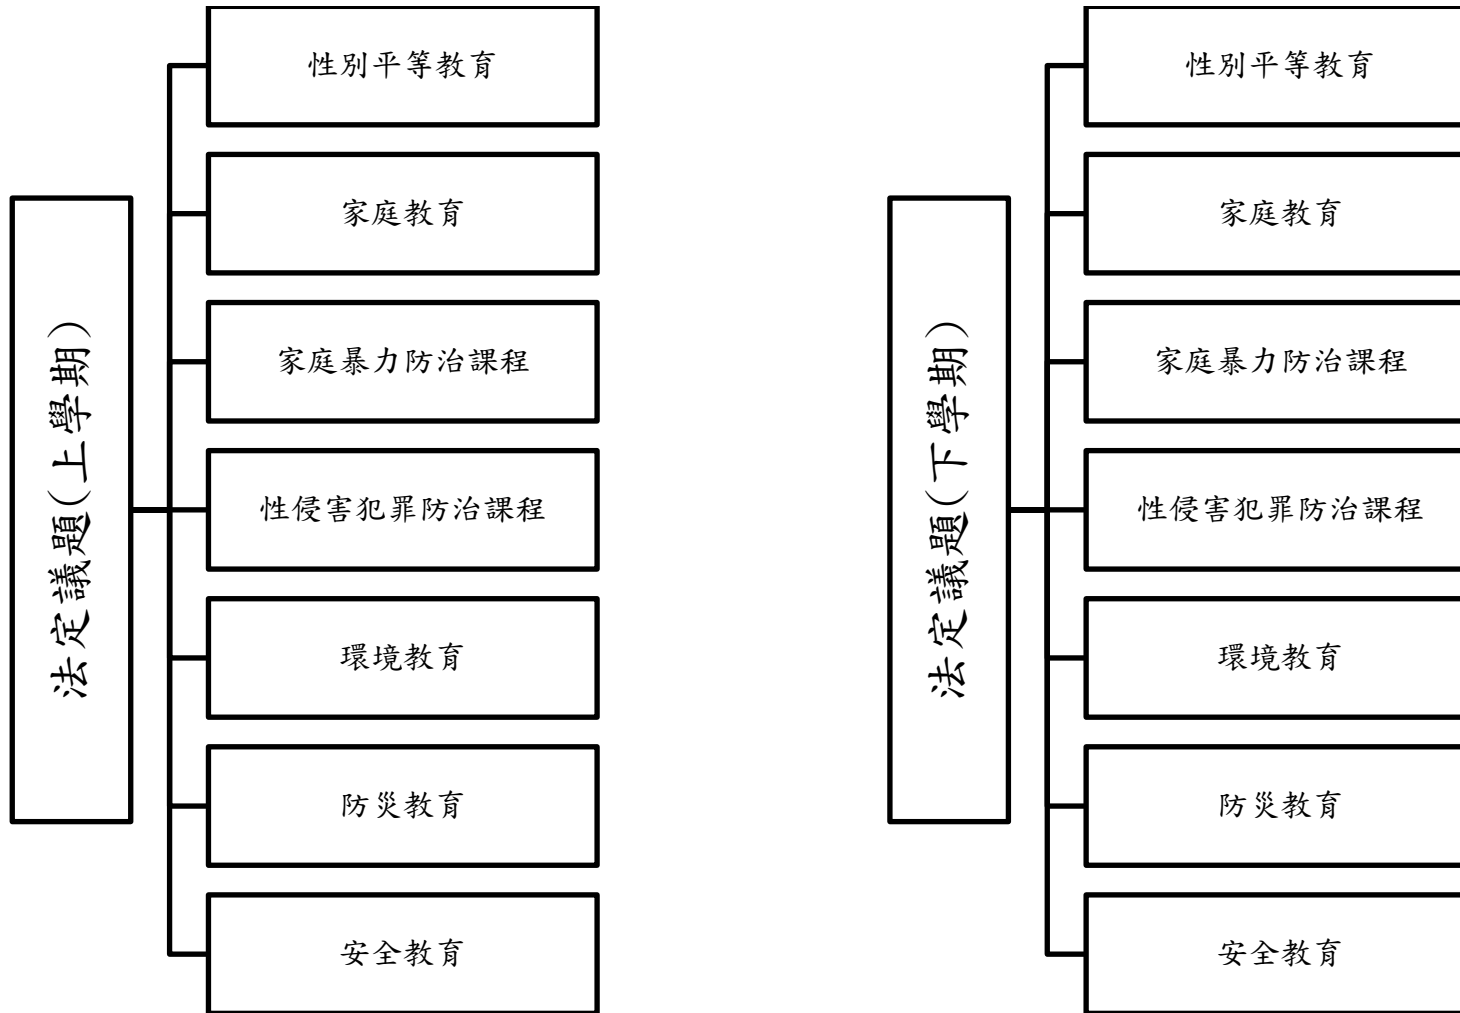 法定議題(上學期)
性別平等教育
家庭教育
家庭暴力防治課程
性侵害犯罪防治課程
環境教育
防災教育
安全教育
法定議題(下學期)
性別平等教育
家庭教育
家庭暴力防治課程
性侵害犯罪防治課程
環境教育
防災教育
安全教育